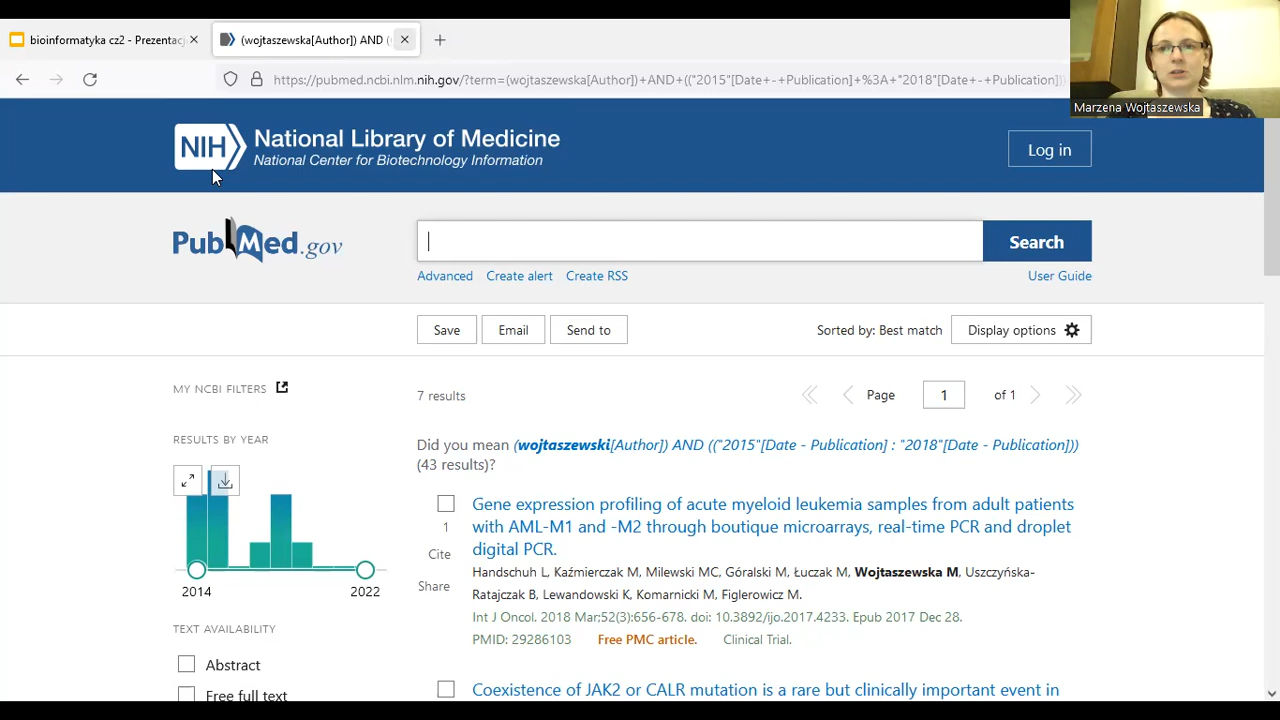 bioinformatyka cz2 - Prezentacj
(wojtaszewska[Author]) AND (
https://pubmed.ncbi.nlm.nih.gov/?term=(wojtaszewska[Author])+AND+(("2015"[Date+-+Publication]+%3A+"2018"[Date+-+Publication])
Marzena Wojtaszewska
NIH
National Library of Medicine
National Center for Biotechnology Information
Log in
PubMed.gov
Search
Advanced
Create alert
Create RSS
User Guide
Save
Email
Send to
Sorted by: Best match
Display options
MY NCBI FILTERS
7 results
Page
1
of 1
RESULTS BY YEAR
Did you mean (wojtaszewski[Author]) AND (("2015"[Date - Publication] : "2018"[Date - Publication]))
(43 results)?
2014
2022
Gene expression profiling of acute myeloid leukemia samples from adult patients
with AML-M1 and -M2 through boutique microarrays, real-time PCR and droplet
digital PCR.
1
Cite
Share
Handschuh L, Kaźmierczak M, Milewski MC, Góralski M, Łuczak M, Wojtaszewska M, Uszczyńska-
Ratajczak B, Lewandowski K, Komarnicki M, Figlerowicz M.
Int J Oncol. 2018 Mar;52(3):656-678. doi: 10.3892/ijo.2017.4233. Epub 2017 Dec 28.
PMID: 29286103
Free PMC article.
Clinical Trial.
TEXT AVAILABILITY
Abstract
Free full text
Coexistence of JAK2 or CALR mutation is a rare but clinically important event in